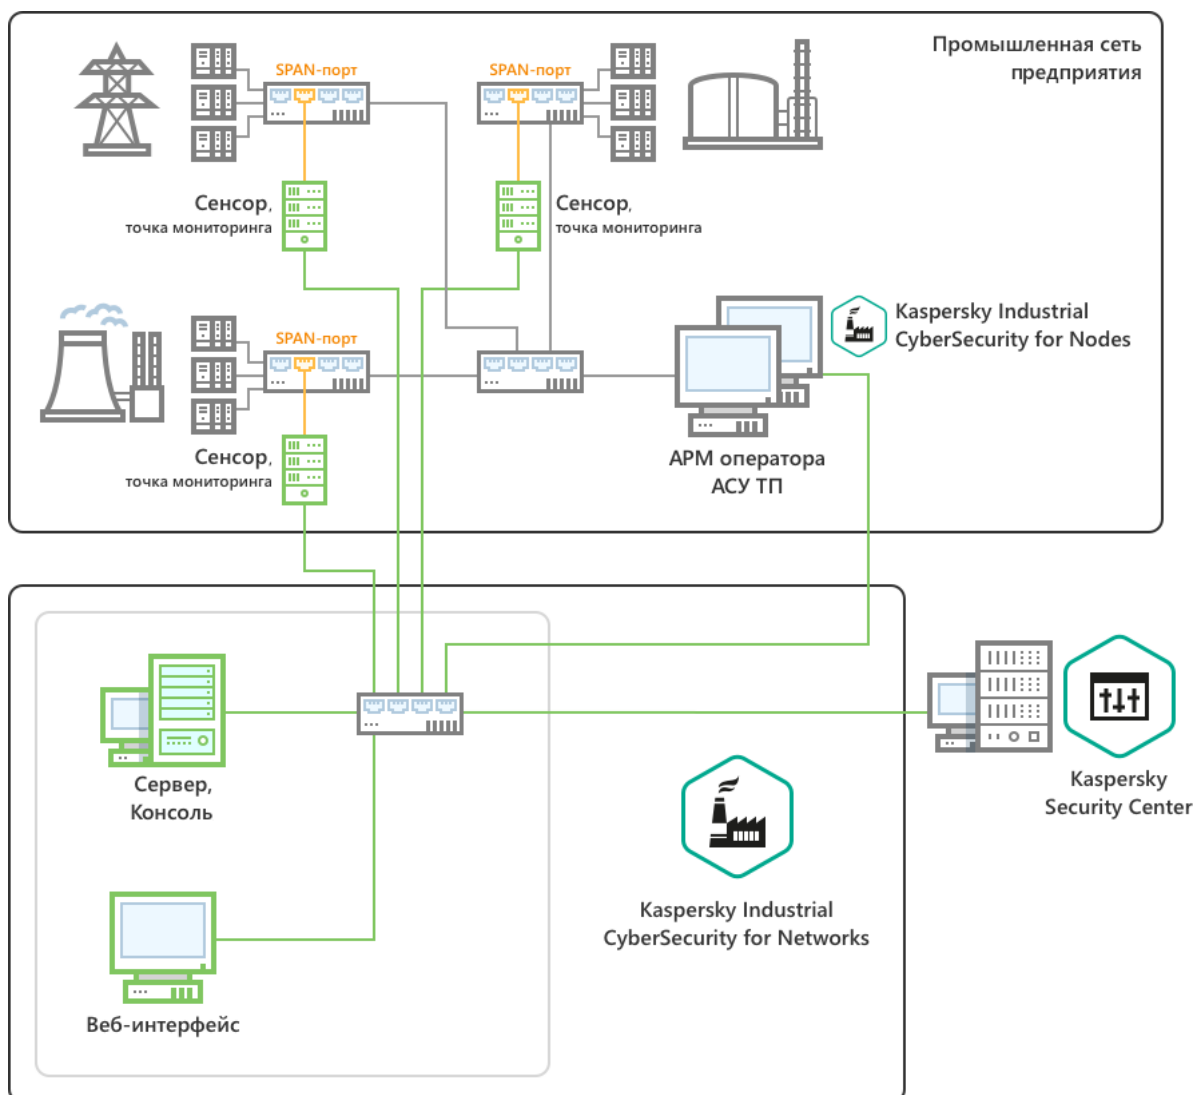 Промышленная сеть
предприятия
SPAN-порт
SPAN-порт
Сенсор,
точка мониторинга
Сенсор,
точка мониторинга
Kaspersky Industrial
CyberSecurity for Nodes
SPAN-порт
Сенсор,
точка мониторинга
АРМ оператора
АСУ ТП
Сервер,
Консоль
Kaspersky
Security Center
Kaspersky Industrial
CyberSecurity for Networks
Веб-интерфейс